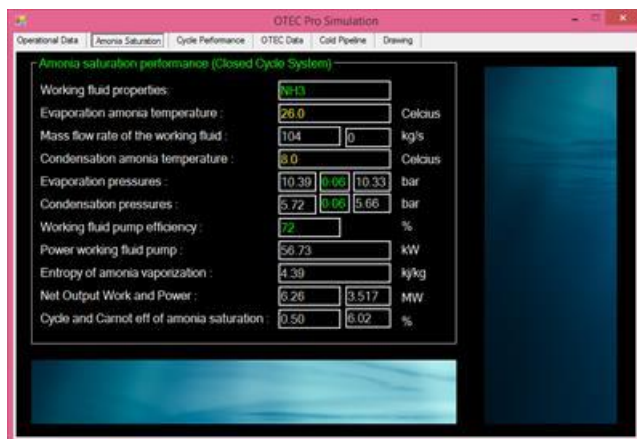 OTEC Pro Simulation
Operational Data Amonia Saturation Cycle Performance OTEC Data Cold Pipeline Drawing
Amonia saturation performance (Closed Cycle System)
Working fluid properties: NH3
Evaporation amonia temperature : 26.0 Celcius
Mass flow rate of the working fluid : 104 0 kg/s
Condensation amonia temperature : 8.0 Celcius
Evaporation pressures : 10.39 0.06 10.33 bar
Condensation pressures : 5.72 0.06 5.66 bar
Working fluid pump efficiency : 72 %
Power working fluid pump : 56.73 kW
Entropy of amonia vaporization : 4.39 kj/kg
Net Output Work and Power : 6.26 3.517 MW
Cycle and Carnot eff of amonia saturation : 0.50 6.02 %